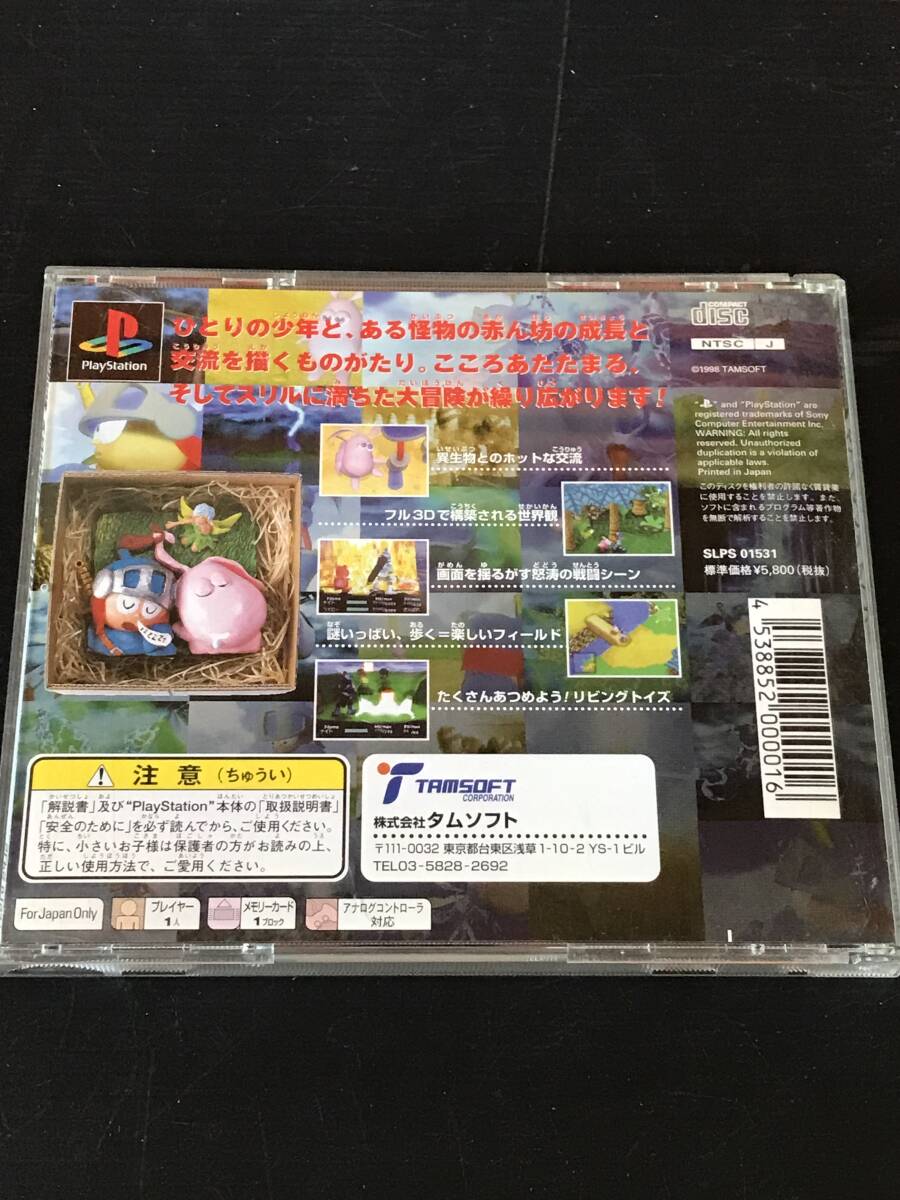 PlayStation
ひとりの少年と、ある怪物の赤ん坊の成長と
交流を描くものがたり。こころあたたまる、
そしてスリルに満ちた大冒険が繰り広がります!
異生物とのホットな交流
フル3Dで構築される世界観
画面を揺るがす怒涛の戦闘シーン
謎いっぱい、歩く=楽しいフィールド
たくさんあつめよう!リビングトイズ
COMPACT
disc
NTSC J
©1998 TAMSOFT
"PS" and "PlayStation" are
registered trademarks of Sony
Computer Entertainment Inc.
WARNING: All rights
reserved. Unauthorized
duplication is a violation of
applicable laws.
Printed in Japan
このディスクを権利者の許諾なく賃貸業
に使用することを禁止します。また、
ソフトに含まれるプログラム等著作物
を無断で解析することを禁止します。
SLPS 01531
標準価格¥5,800(税抜)
4 538852 000016
注意(ちゅうい)
「解説書」及び"PlayStation"本体の「取扱説明書」
「安全のために」を必ず読んでから、ご使用ください。
特に、小さいお子様は保護者の方がお読みの上、
正しい使用方法で、ご愛用ください。
TAMSOFT
CORPORATION
株式会社タムソフト
〒111-0032 東京都台東区浅草1-10-2 YS-1ビル
TEL03-5828-2692
For Japan Only
プレイヤー
1人
メモリーカード
1ブロック
アナログコントローラ
対応